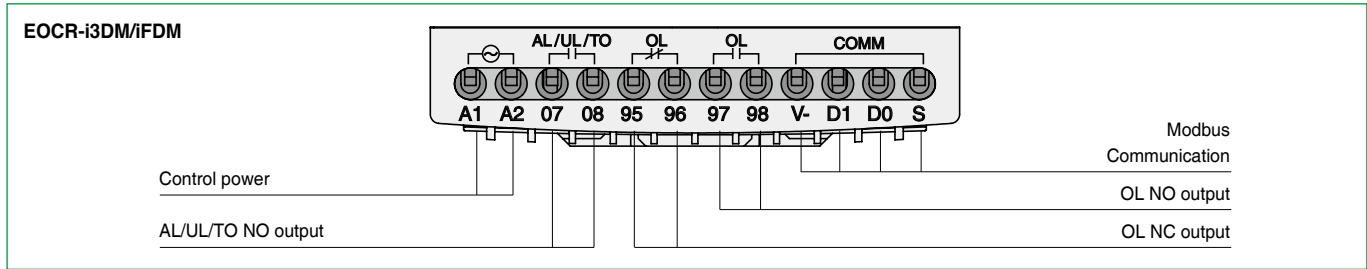 EOCR-i3DM/iFDM
AL/UL/TO OL OL COMM
A1 A2 07 08 95 96 97 98 V- D1 D0 S
Modbus
Communication
Control power
OL NO output
AL/UL/TO NO output
OL NC output